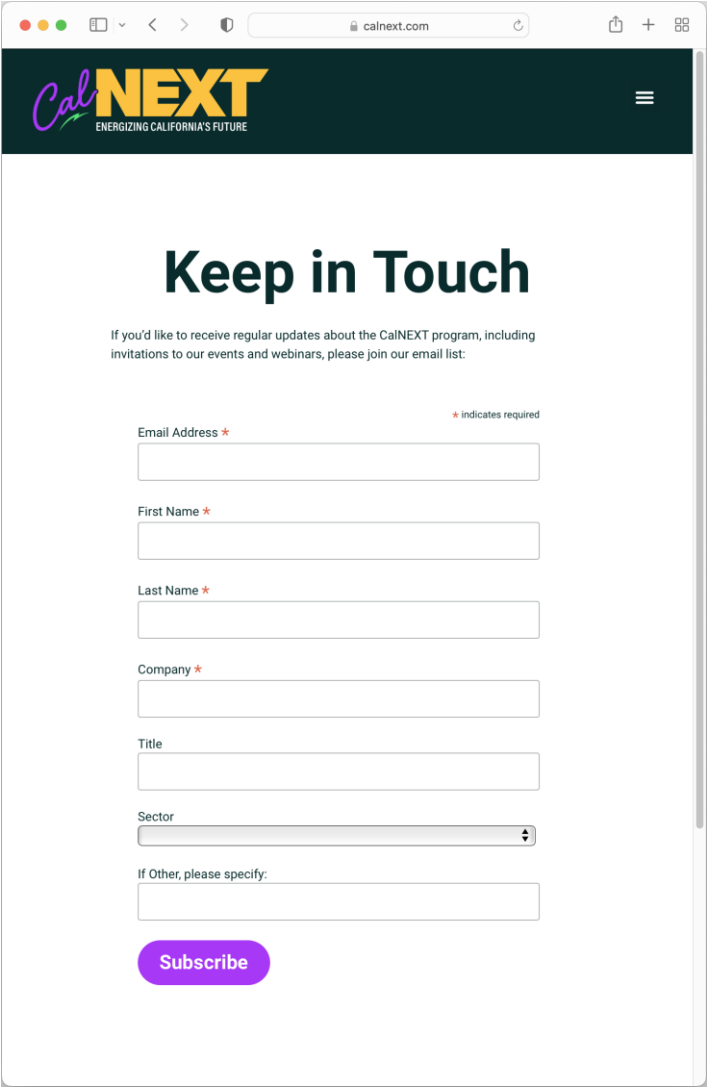 calnext.com
CalNEXT
ENERGIZING CALIFORNIA'S FUTURE
Keep in Touch
If you'd like to receive regular updates about the CalNEXT program, including
invitations to our events and webinars, please join our email list:
* indicates required
Email Address *
First Name *
Last Name *
Company *
Title
Sector
If Other, please specify:
Subscribe